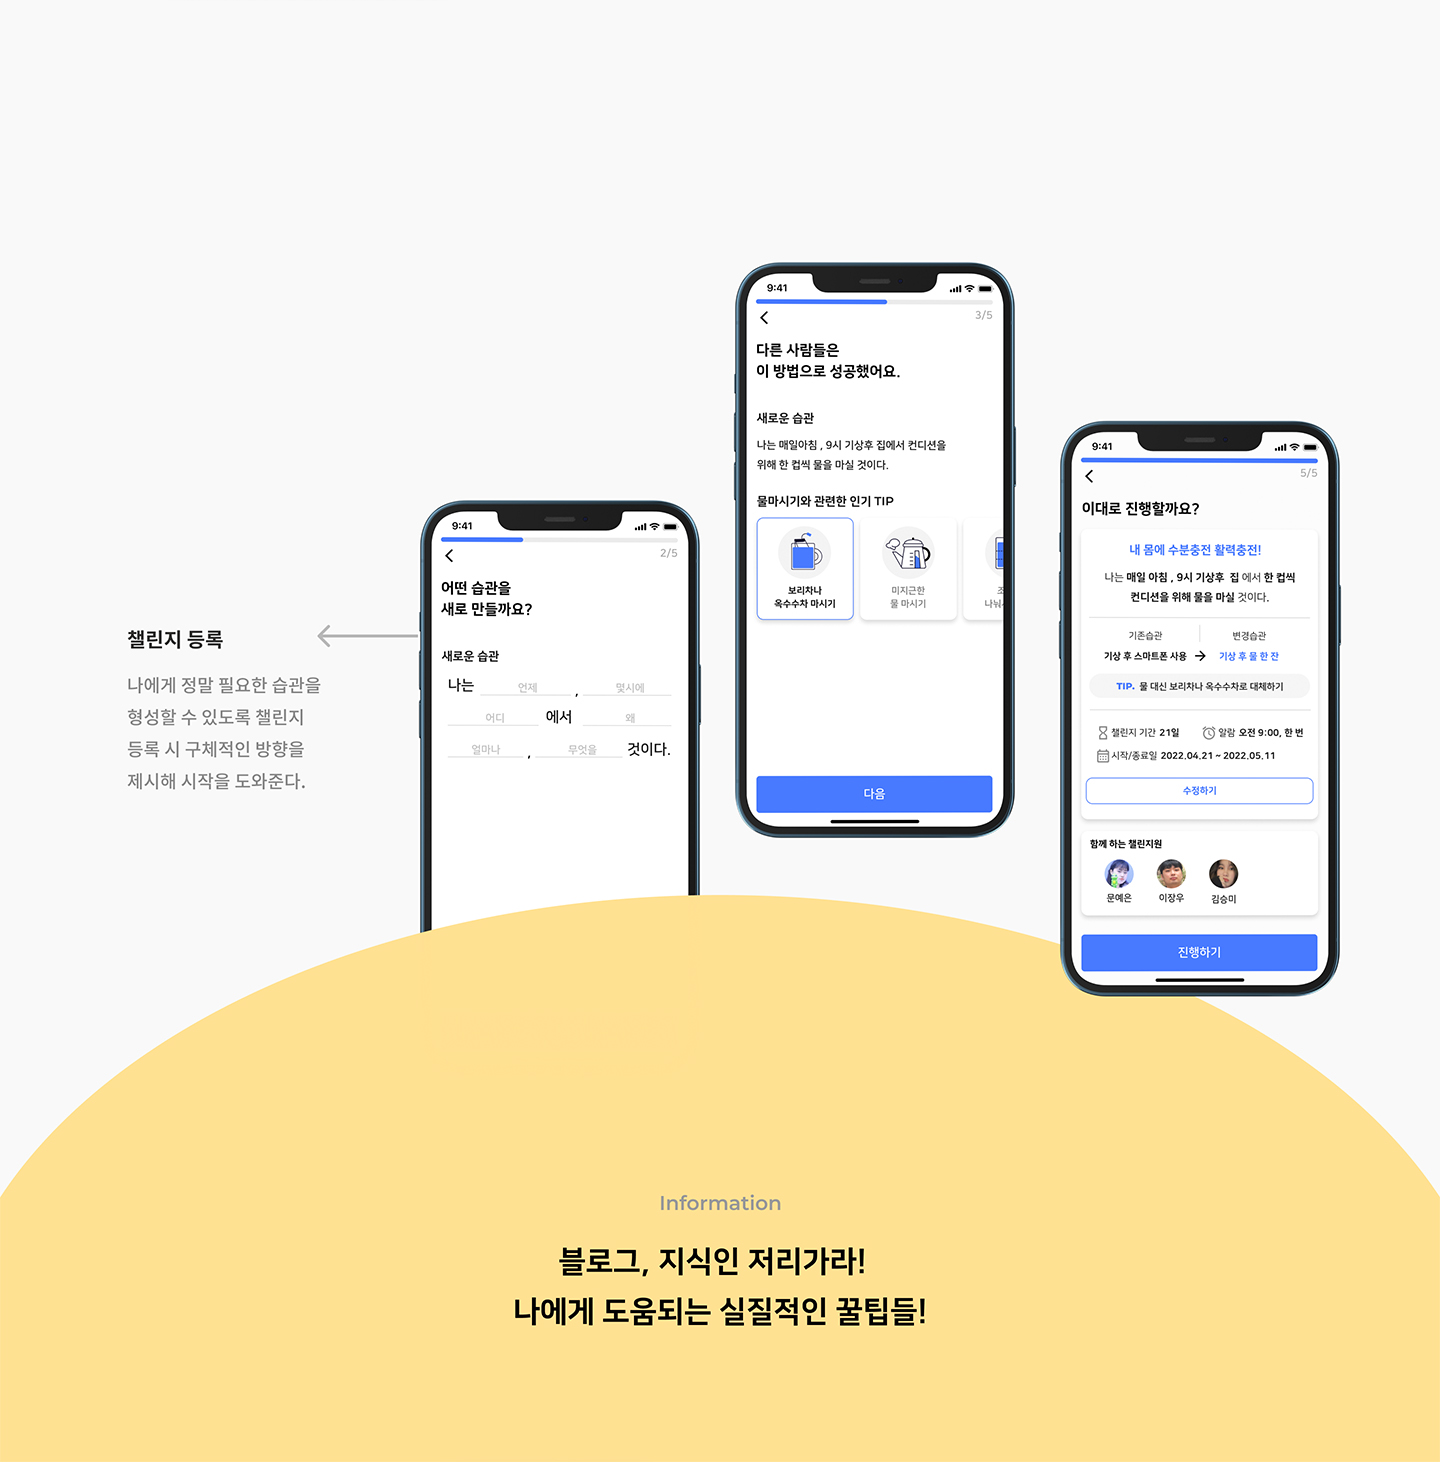 챌린지 등록
나에게 정말 필요한 습관을
형성할 수 있도록 챌린지
등록 시 구체적인 방향을
제시해 시작을 도와준다.
9:41
2/5
어떤 습관을
새로 만들까요?
새로운 습관
나는 언제 , 몇시에
어디 에서 왜
얼마나 , 무엇을 것이다.
9:41
3/5
다른 사람들은
이 방법으로 성공했어요.
새로운 습관
나는 매일아침 , 9시 기상후 집에서 컨디션을
위해 한 컵씩 물을 마실 것이다.
물마시기와 관련한 인기 TIP
보리차나
옥수수차 마시기
미지근한
물 마시기
조
나눠
다음
9:41
5/5
이대로 진행할까요?
내 몸에 수분충전 활력충전!
나는 매일 아침 , 9시 기상후 집 에서 한 컵씩
컨디션을 위해 물을 마실 것이다.
기존습관 변경습관
기상 후 스마트폰 사용 → 기상 후 물 한 잔
TIP. 물 대신 보리차나 옥수수차로 대체하기
챌린지 기간 21일 알람 오전 9:00, 한 번
시작/종료일 2022.04.21 ~ 2022.05.11
수정하기
함께 하는 챌린지원
문예은 이장우 김승미
진행하기
Information
블로그, 지식인 저리가라!
나에게 도움되는 실질적인 꿀팁들!